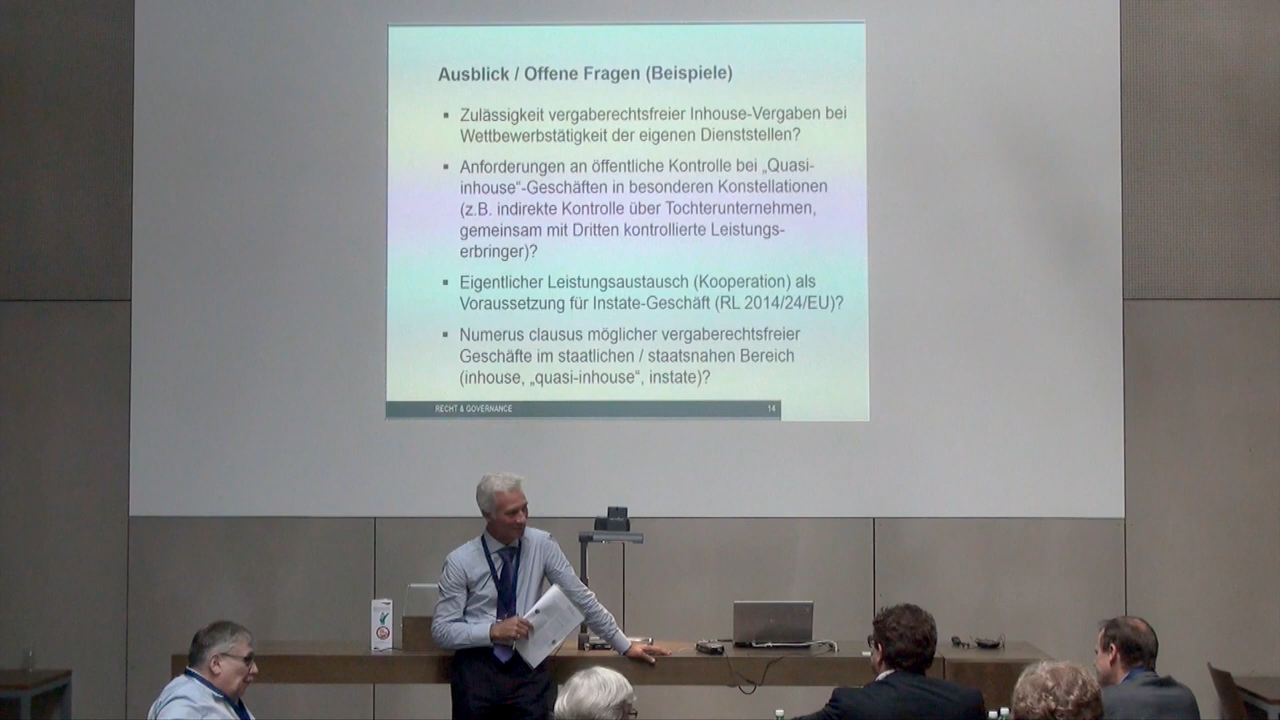 Ausblick / Offene Fragen (Beispiele)
▪ Zulässigkeit vergaberechtsfreier Inhouse-Vergaben bei
Wettbewerbstätigkeit der eigenen Dienststellen?
▪ Anforderungen an öffentliche Kontrolle bei „Quasi-
inhouse“-Geschäften in besonderen Konstellationen
(z.B. indirekte Kontrolle über Tochterunternehmen,
gemeinsam mit Dritten kontrollierte Leistungs-
erbringer)?
▪ Eigentlicher Leistungsaustausch (Kooperation) als
Voraussetzung für Instate-Geschäft (RL 2014/24/EU)?
▪ Numerus clausus möglicher vergaberechtsfreier
Geschäfte im staatlichen / staatsnahen Bereich
(inhouse, „quasi-inhouse“, instate)?
RECHT & GOVERNANCE 14